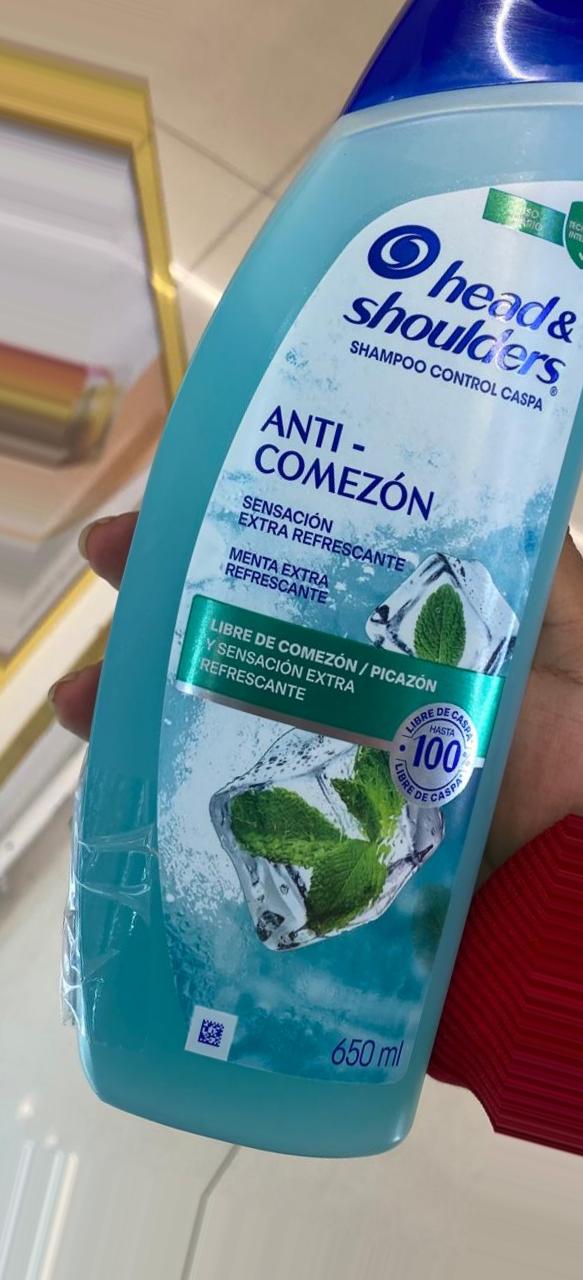 head &
shoulders®
SHAMPOO CONTROL CASPA
ANTI -
COMEZÓN
SENSACIÓN
EXTRA REFRESCANTE
MENTA EXTRA
REFRESCANTE
LIBRE DE COMEZÓN / PICAZÓN
Y SENSACIÓN EXTRA
REFRESCANTE
LIBRE DE CASPA
HASTA
100
LIBRE DE CASPA
650 ml